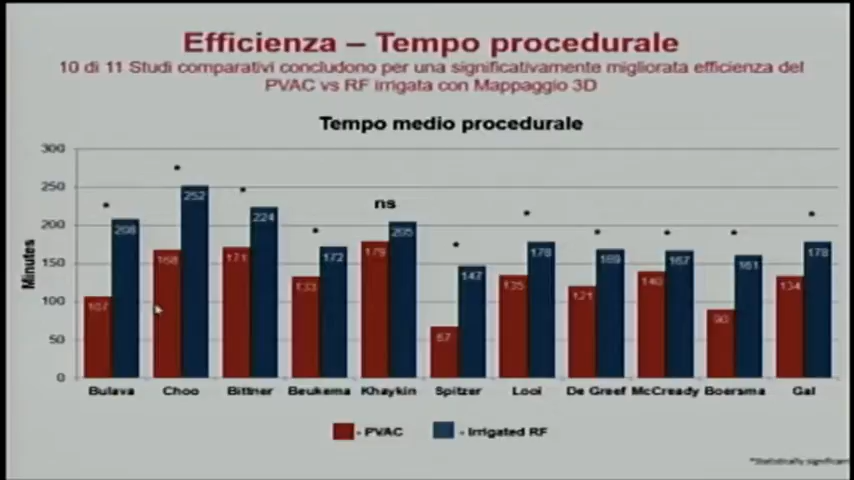 Efficienza – Tempo procedurale
10 di 11 Studi comparativi concludono per una significativamente migliorata efficienza del
PVAC vs RF irrigata con Mappaggio 3D
Tempo medio procedurale
Minutes
300
250
200
150
100
50
0
107 208
168 252
171 224
133 172
ns
179 205
67 147
135 178
121 169
140 167
90 161
134 178
Bulava Choo Bittner Beukema Khaykin Spitzer Looi De Greef McCready Boersma Gal
- PVAC - Irrigated RF
*Statistically significant